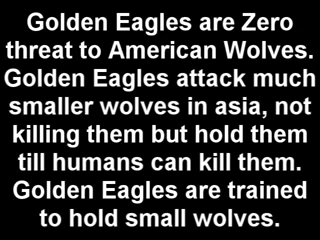 Golden Eagles are Zero
threat to American Wolves.
Golden Eagles attack much
smaller wolves in asia, not
killing them but hold them
till humans can kill them.
Golden Eagles are trained
to hold small wolves.